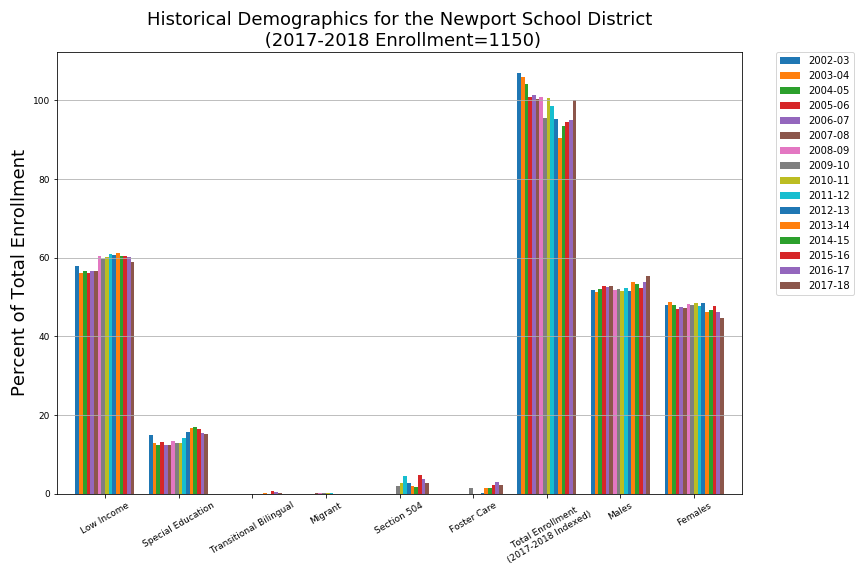 Historical Demographics for the Newport School District
(2017-2018 Enrollment=1150)
Percent of Total Enrollment
100
80
60
40
20
0
Low Income
Special Education
Transitional Bilingual
Migrant
Section 504
Foster Care
Total Enrollment
(2017-2018 Indexed)
Males
Females
2002-03
2003-04
2004-05
2005-06
2006-07
2007-08
2008-09
2009-10
2010-11
2011-12
2012-13
2013-14
2014-15
2015-16
2016-17
2017-18